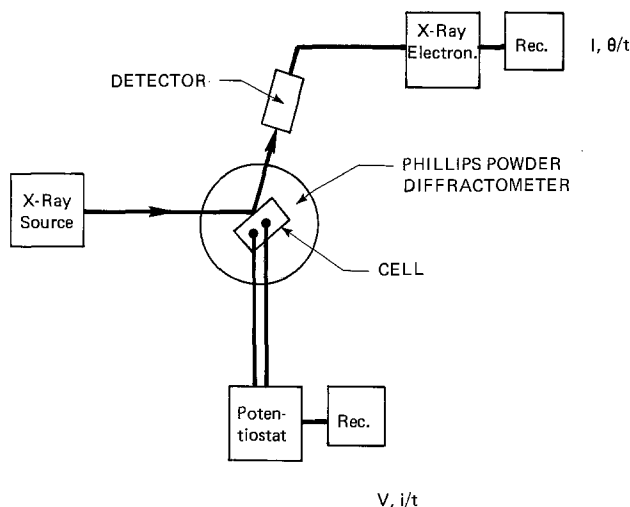 X-Ray
Electron.
Rec.
I, θ/t
DETECTOR
PHILLIPS POWDER
DIFFRACTOMETER
X-Ray
Source
CELL
Poten-
tiostat
Rec.
V, i/t